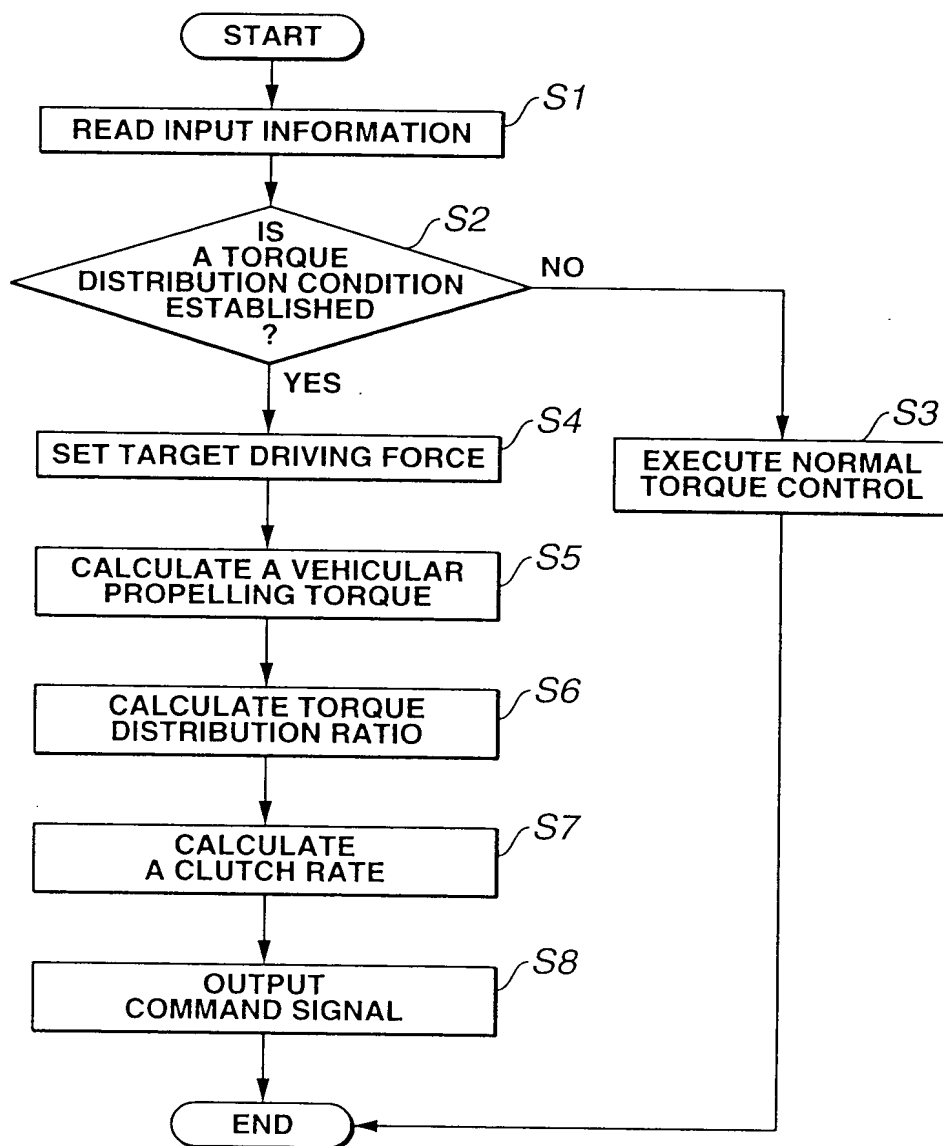 START
S1
READ INPUT INFORMATION
S2
IS
A TORQUE
DISTRIBUTION CONDITION
ESTABLISHED
?
NO
YES
S3
EXECUTE NORMAL
TORQUE CONTROL
S4
SET TARGET DRIVING FORCE
S5
CALCULATE A VEHICULAR
PROPELLING TORQUE
S6
CALCULATE TORQUE
DISTRIBUTION RATIO
S7
CALCULATE
A CLUTCH RATE
S8
OUTPUT
COMMAND SIGNAL
END